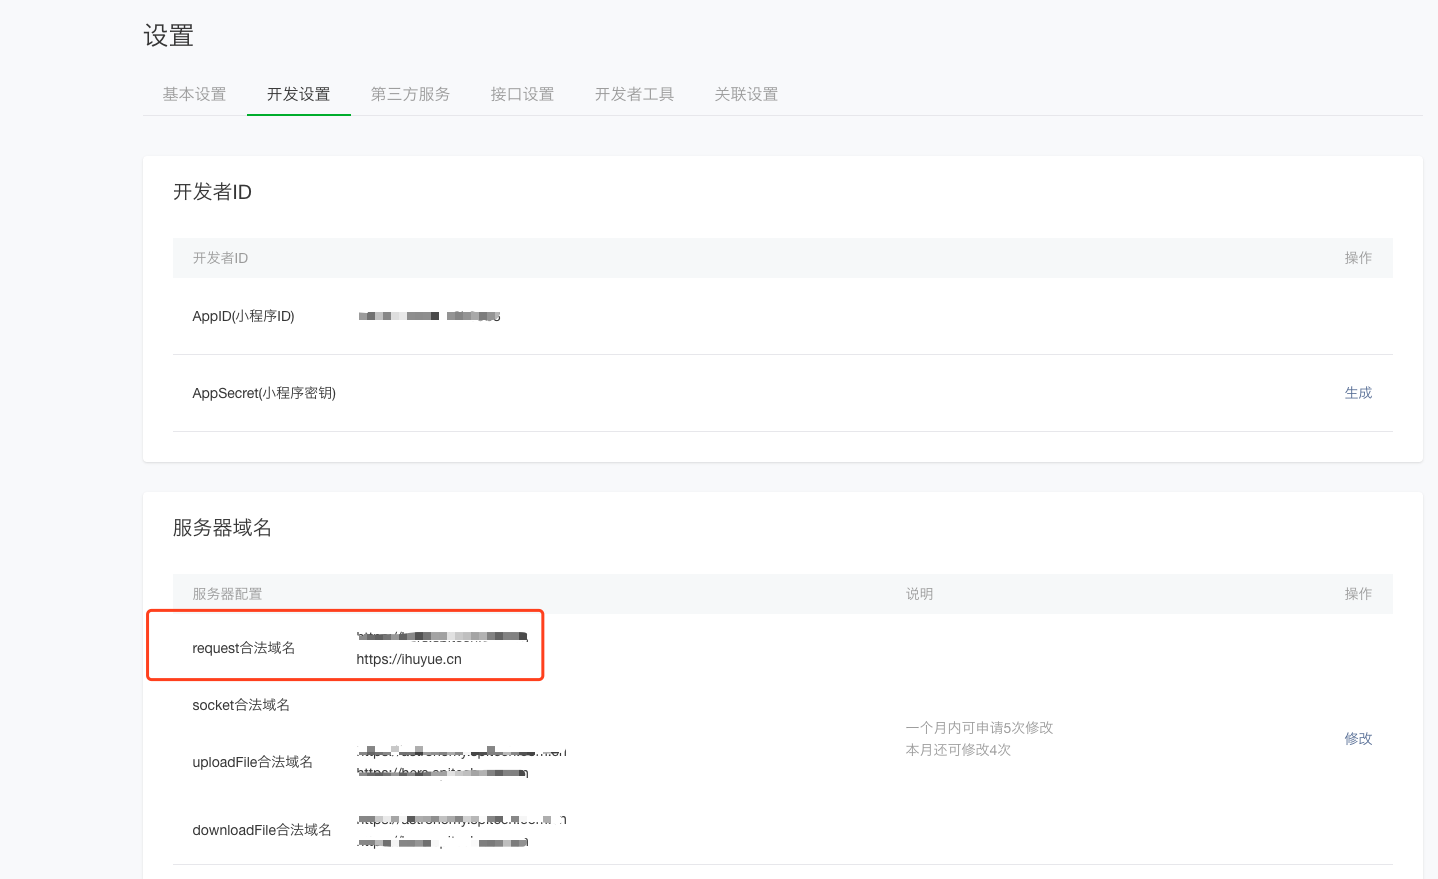 设置
基本设置 开发设置 第三方服务 接口设置 开发者工具 关联设置
开发者ID
开发者ID 操作
AppID(小程序ID)
AppSecret(小程序密钥) 生成
服务器域名
服务器配置 说明 操作
request合法域名
https://ihuyue.cn
socket合法域名
一个月内可申请5次修改
本月还可修改4次
修改
uploadFile合法域名
downloadFile合法域名